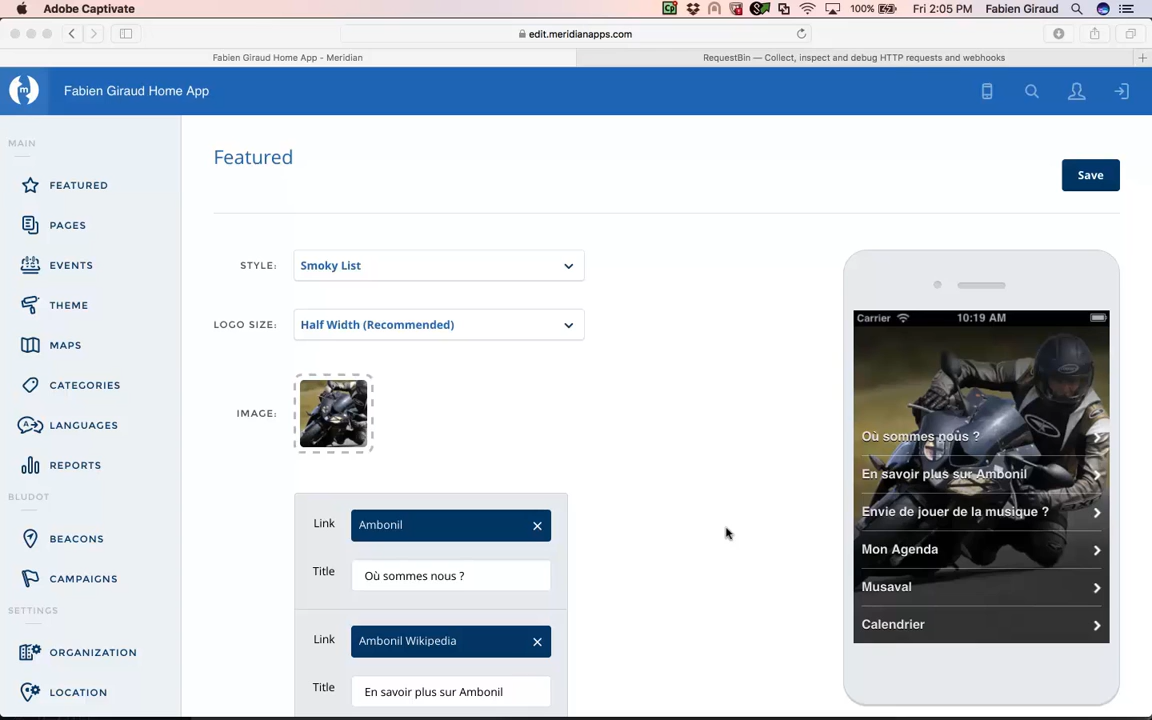 Adobe Captivate
100%
Fri 2:05 PM
Fabien Giraud
edit.meridianapps.com
Fabien Giraud Home App - Meridian
RequestBin — Collect, inspect and debug HTTP requests and webhooks
m
Fabien Giraud Home App
MAIN
FEATURED
PAGES
EVENTS
THEME
MAPS
CATEGORIES
LANGUAGES
REPORTS
BLUDOT
BEACONS
CAMPAIGNS
SETTINGS
ORGANIZATION
LOCATION
Featured
Save
STYLE:
Smoky List
LOGO SIZE:
Half Width (Recommended)
IMAGE:
Link
Ambonil
Title
Où sommes nous ?
Link
Ambonil Wikipedia
Title
En savoir plus sur Ambonil
Carrier
10:19 AM
Où sommes nous ?
En savoir plus sur Ambonil
Envie de jouer de la musique ?
Mon Agenda
Musaval
Calendrier